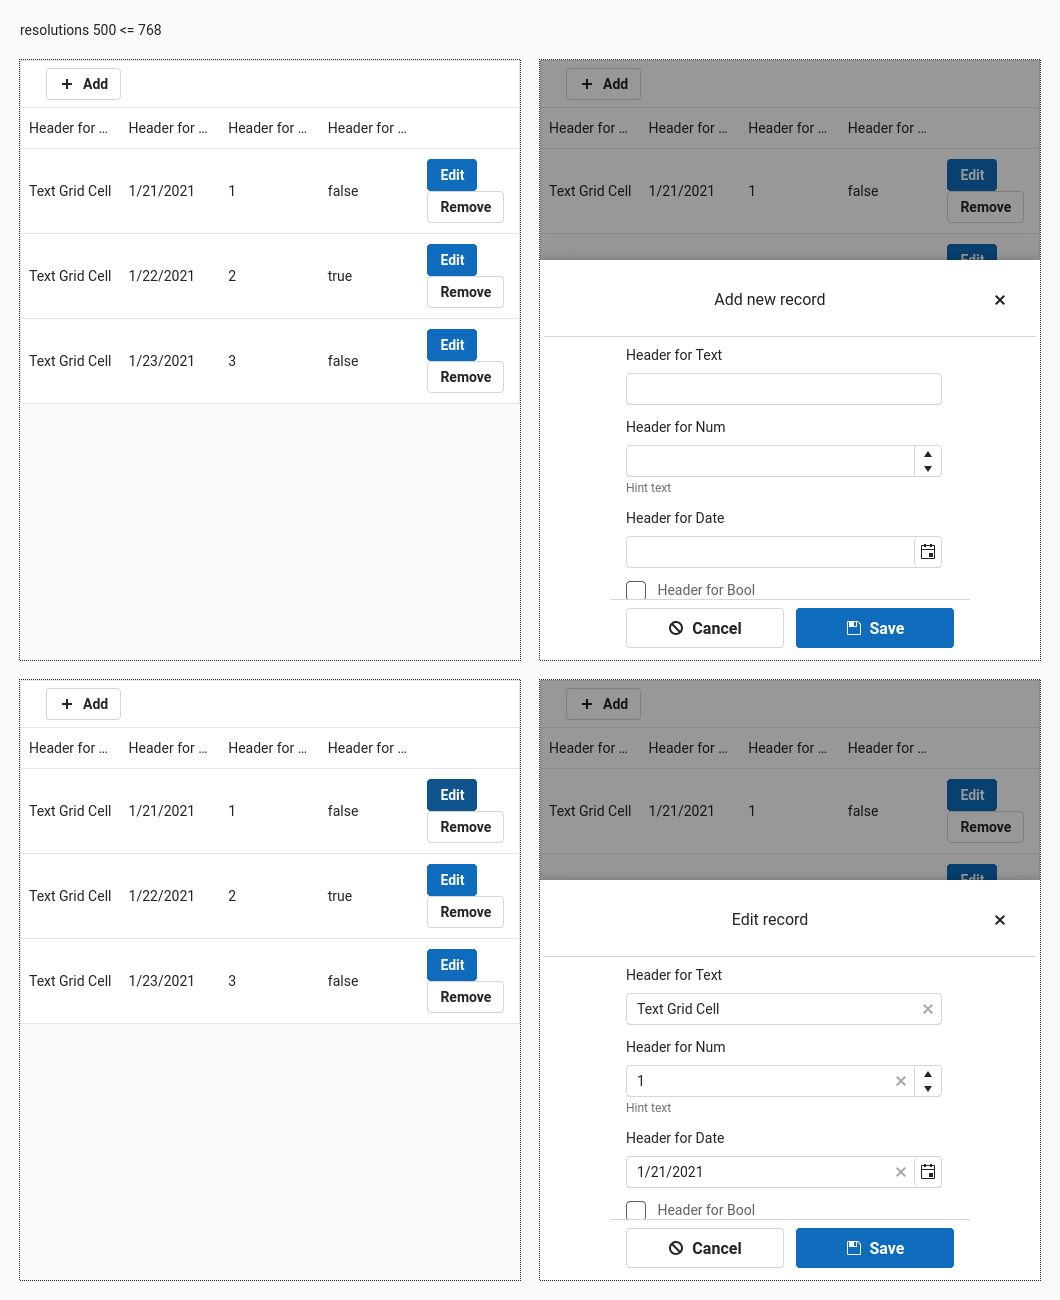 resolutions 500 <= 768
Add
Header for ... Header for ... Header for ... Header for ...
Text Grid Cell 1/21/2021 1 false Edit
Remove
Text Grid Cell 1/22/2021 2 true Edit
Remove
Text Grid Cell 1/23/2021 3 false Edit
Remove
Add
Header for ... Header for ... Header for ... Header for ...
Text Grid Cell 1/21/2021 1 false Edit
Remove
Edit
Add new record
Header for Text
Header for Num
Hint text
Header for Date
Header for Bool
Cancel Save
Add
Header for ... Header for ... Header for ... Header for ...
Text Grid Cell 1/21/2021 1 false Edit
Remove
Text Grid Cell 1/22/2021 2 true Edit
Remove
Text Grid Cell 1/23/2021 3 false Edit
Remove
Add
Header for ... Header for ... Header for ... Header for ...
Text Grid Cell 1/21/2021 1 false Edit
Remove
Edit
Edit record
Header for Text
Text Grid Cell
Header for Num
1
Hint text
Header for Date
1/21/2021
Header for Bool
Cancel Save